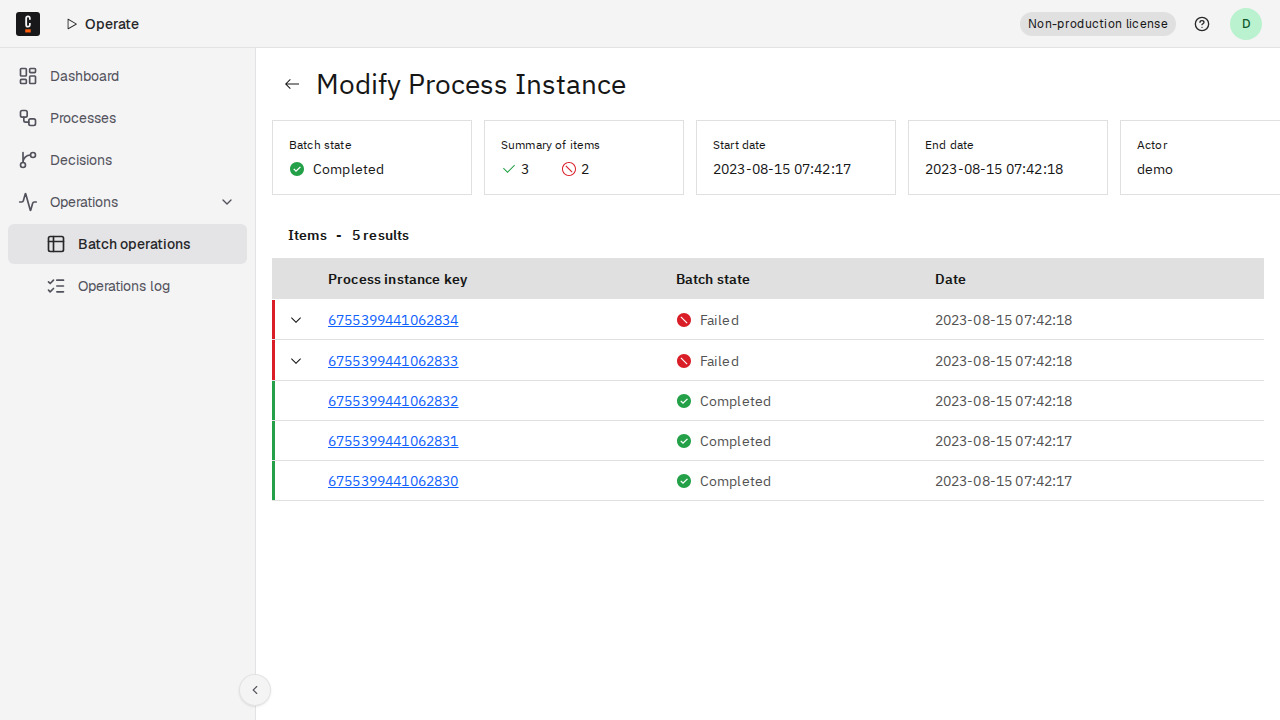 Operate
Non-production license
D
Dashboard
Processes
Decisions
Operations
Batch operations
Operations log
Modify Process Instance
Batch state
Completed
Summary of items
3 2
Start date
2023-08-15 07:42:17
End date
2023-08-15 07:42:18
Actor
demo
Items - 5 results
Process instance key Batch state Date
6755399441062834 Failed 2023-08-15 07:42:18
6755399441062833 Failed 2023-08-15 07:42:18
6755399441062832 Completed 2023-08-15 07:42:18
6755399441062831 Completed 2023-08-15 07:42:17
6755399441062830 Completed 2023-08-15 07:42:17